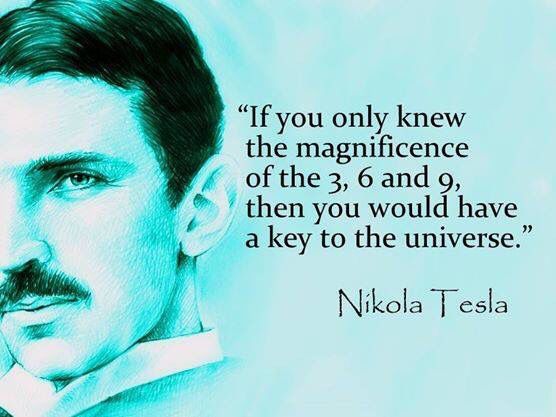 “If you only knew
the magnificence
of the 3, 6 and 9,
then you would have
a key to the universe.”
Nikola Tesla